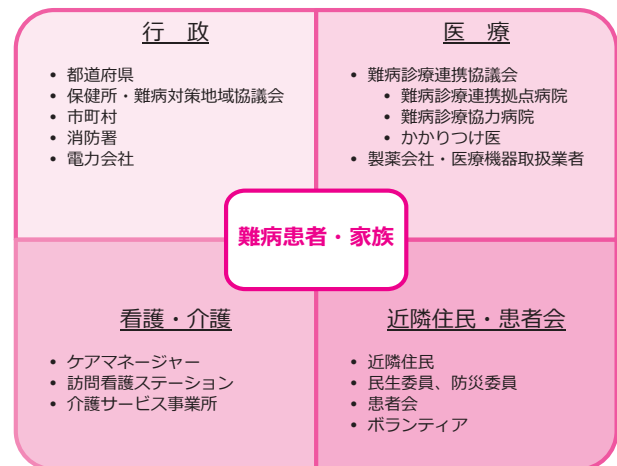 行　政
• 都道府県
• 保健所・難病対策地域協議会
• 市町村
• 消防署
• 電力会社
医　療
• 難病診療連携協議会
• 難病診療連携拠点病院
• 難病診療協力病院
• かかりつけ医
• 製薬会社・医療機器取扱業者
難病患者・家族
看護・介護
• ケアマネージャー
• 訪問看護ステーション
• 介護サービス事業所
近隣住民・患者会
• 近隣住民
• 民生委員、防災委員
• 患者会
• ボランティア